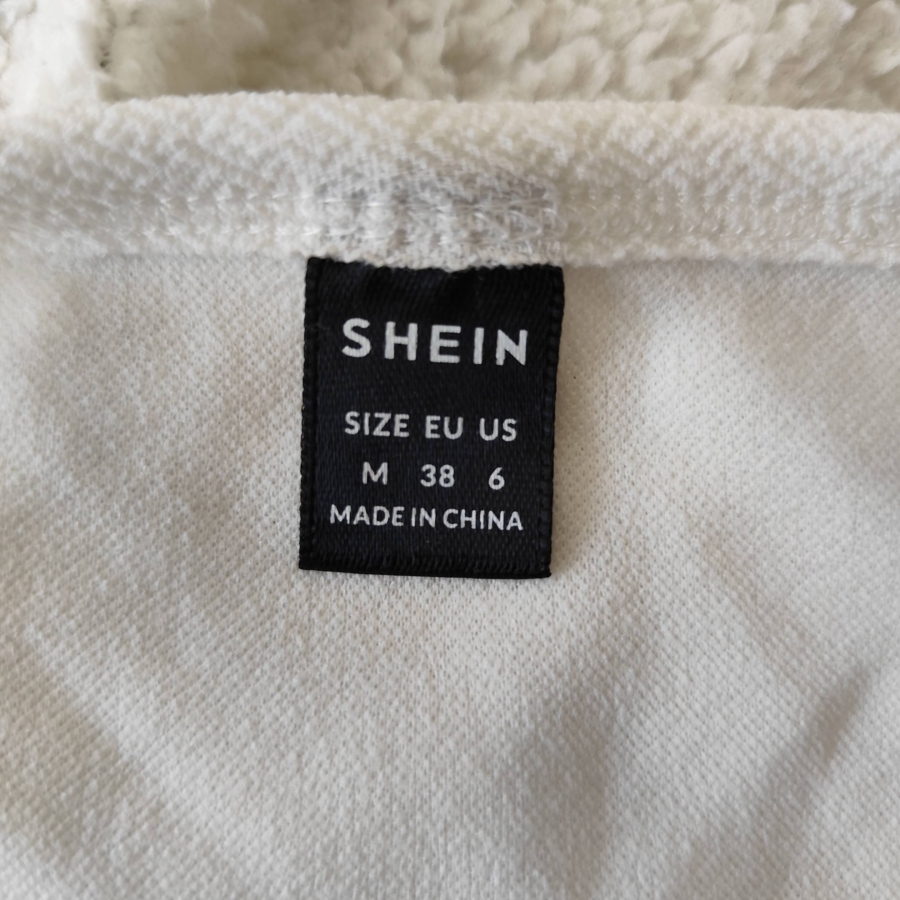 SHEIN
SIZE EU US
M 38 6
MADE IN CHINA